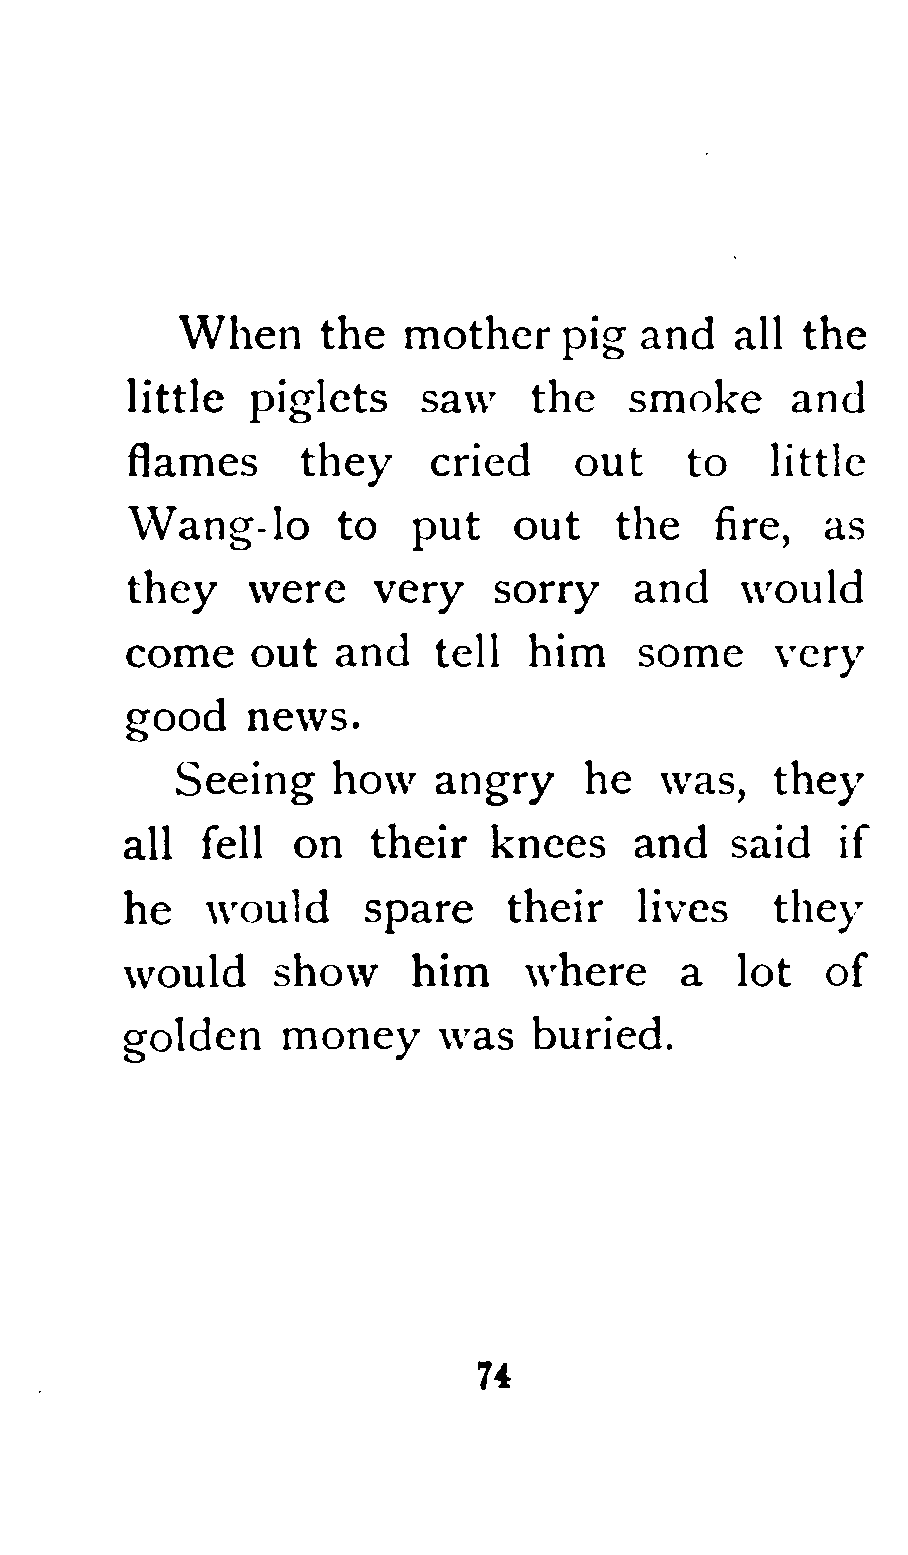 When the mother pig and all the
little piglets saw the smoke and
flames they cried out to little
Wang-lo to put out the fire, as
they were very sorry and would
come out and tell him some very
good news.
Seeing how angry he was, they
all fell on their knees and said if
he would spare their lives they
would show him where a lot of
golden money was buried.
74